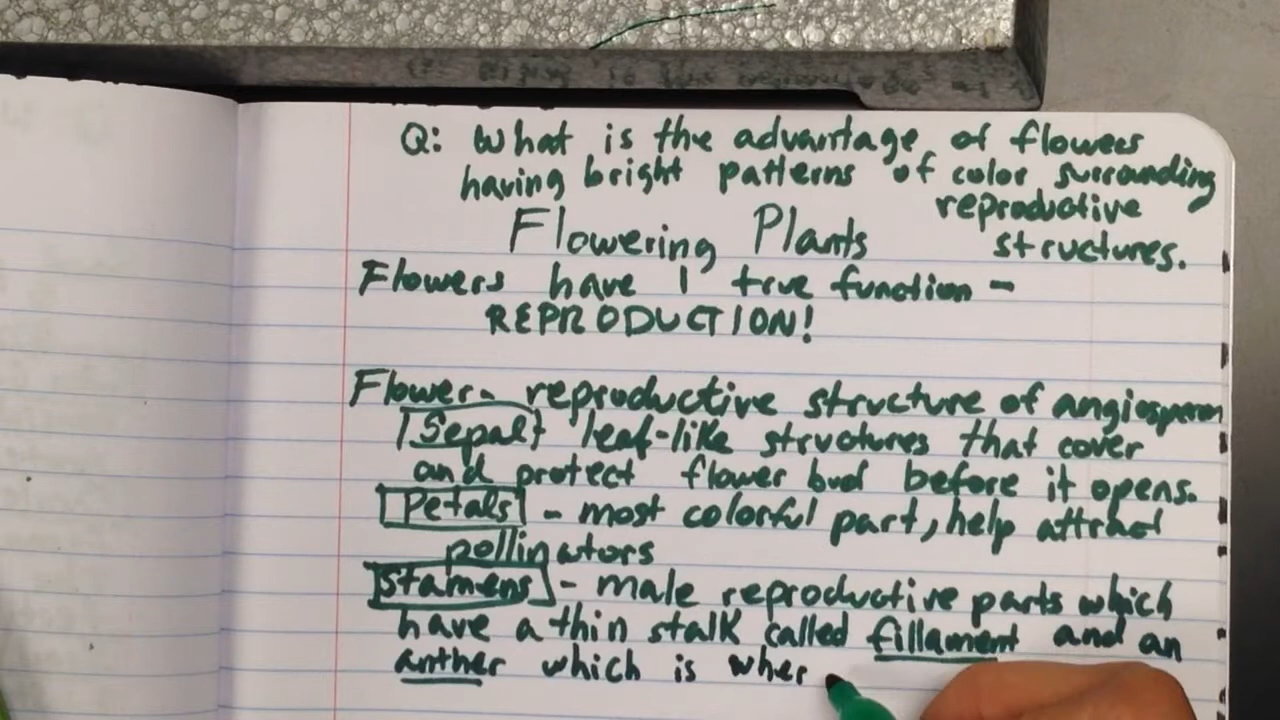 Q: What is the advantage of flowers
having bright patterns of color surrounding
reproductive
structures.
Flowering Plants
Flowers have 1 true function -
REPRODUCTION!
Flower- reproductive structure of angiosperm
Sepal leaf-like structures that cover
and protect flower bud before it opens.
Petals - most colorful part, help attract
pollinators
Stamens - male reproductive parts which
have a thin stalk called fillament and an
anther which is wher